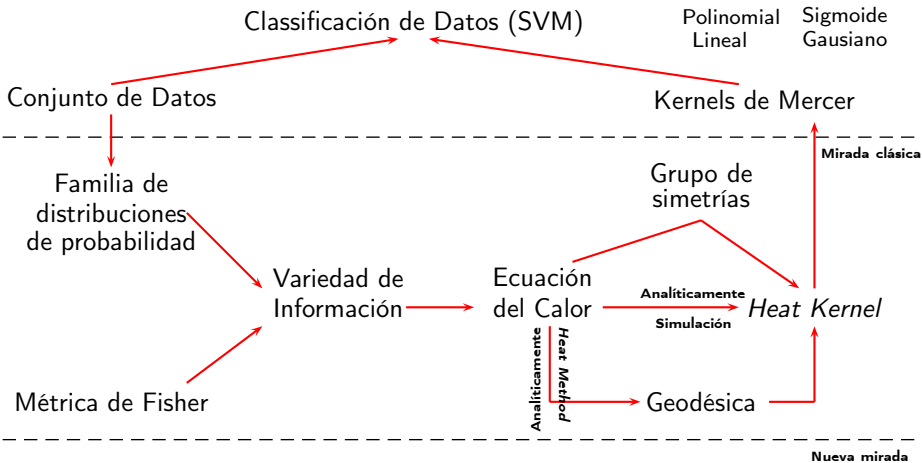 Classificación de Datos (SVM)
Polinomial
Lineal
Sigmoide
Gausiano
Conjunto de Datos
Kernels de Mercer
Mirada clásica
Familia de
distribuciones
de probabilidad
Grupo de
simetrías
Variedad de
Información
Ecuación
del Calor
Analíticamente
Simulación
Heat Kernel
Analíticamente
Heat Method
Métrica de Fisher
Geodésica
Nueva mirada